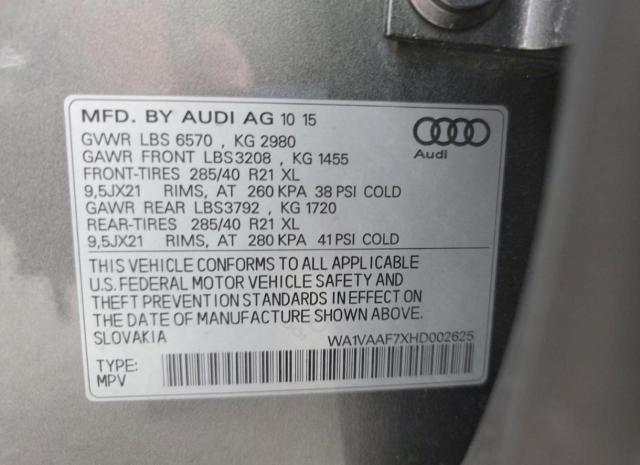 MFD. BY AUDI AG 10 15
GVWR LBS 6570 , KG 2980
GAWR FRONT LBS3208 , KG 1455
FRONT-TIRES 285/40 R21 XL
9,5JX21 RIMS, AT 260 KPA 38 PSI COLD
GAWR REAR LBS3792 , KG 1720
REAR-TIRES 285/40 R21 XL
9,5JX21 RIMS, AT 280 KPA 41 PSI COLD
Audi
THIS VEHICLE CONFORMS TO ALL APPLICABLE
U.S. FEDERAL MOTOR VEHICLE SAFETY AND
THEFT PREVENTION STANDARDS IN EFFECT ON
THE DATE OF MANUFACTURE SHOWN ABOVE.
SLOVAKIA
WA1VAAF7XHD002625
TYPE:
MPV